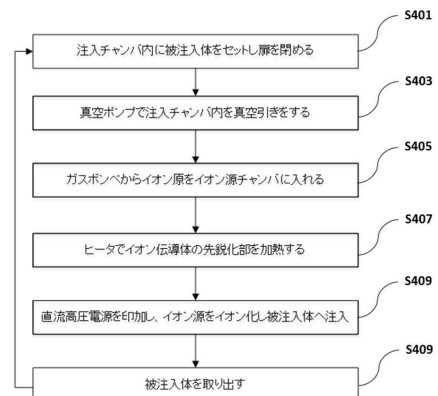 S401
注入チャンバ内に被注入体をセットし扉を閉める
S403
真空ポンプで注入チャンバ内を真空引きをする
S405
ガスボンベからイオン原をイオン源チャンバに入れる
S407
ヒータでイオン伝導体の先鋭化部を加熱する
S409
直流高圧電源を印加し、イオン源をイオン化し被注入体へ注入
S409
被注入体を取り出す